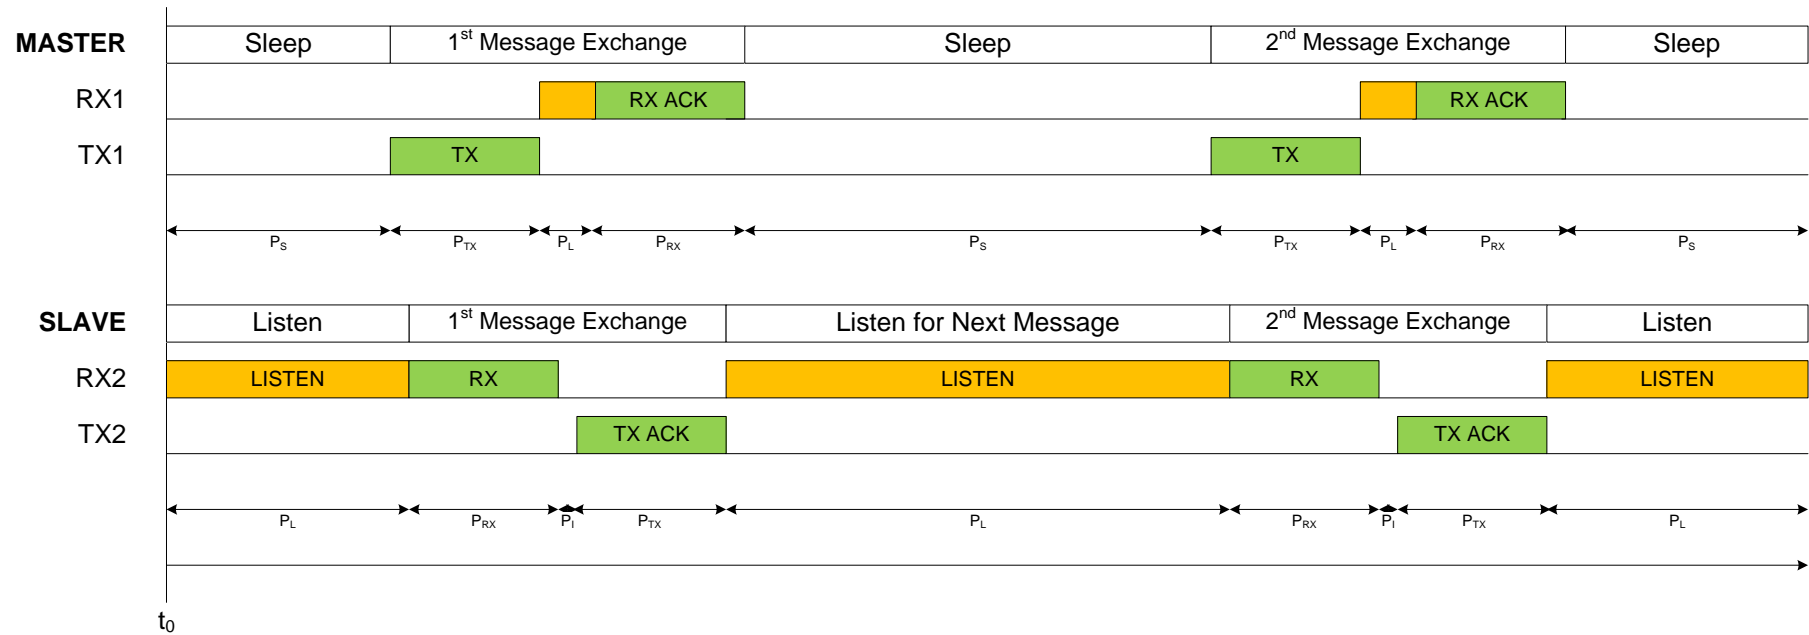 MASTER Sleep 1st Message Exchange Sleep 2nd Message Exchange Sleep
RX1 RX ACK RX ACK
TX1 TX TX
PS PTX PL PRX PS PTX PL PRX PS
SLAVE Listen 1st Message Exchange Listen for Next Message 2nd Message Exchange Listen
RX2 LISTEN RX LISTEN RX LISTEN
TX2 TX ACK TX ACK
PL PRX PI PTX PL PRX PI PTX PL
t0